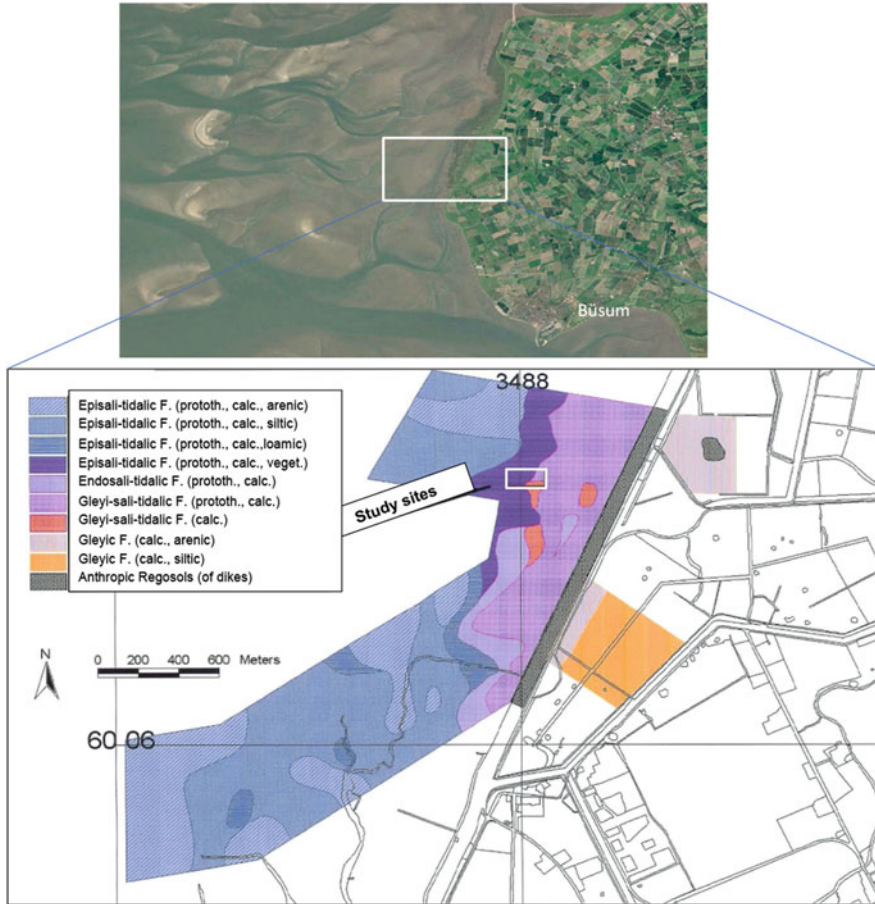 Büsum
3488
Episali-tidalic F. (prototh., calc., arenic)
Episali-tidalic F. (prototh., calc., siltic)
Episali-tidalic F. (prototh., calc.,loamic)
Episali-tidalic F. (prototh., calc., veget.)
Endosali-tidalic F. (prototh., calc.)
Gleyi-sali-tidalic F. (prototh., calc.)
Gleyi-sali-tidalic F. (calc.)
Gleyic F. (calc., arenic)
Gleyic F. (calc., siltic)
Anthropic Regosols (of dikes)
Study sites
N
0 200 400 600 Meters
60 06